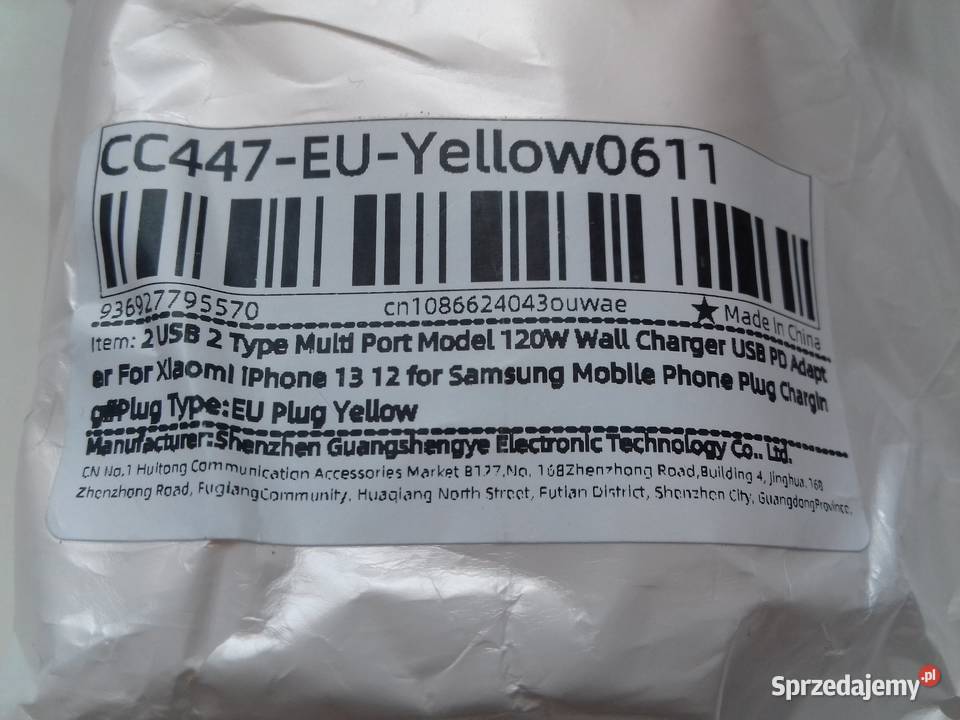 CC447-EU-Yellow0611
936927795570 cn1086624043ouwae ★ Made In China
Item: 2USB 2 Type Multi Port Model 120W Wall Charger USB PD Adapt
er For Xiaomi iPhone 13 12 for Samsung Mobile Phone Plug Chargin
g#Plug Type:EU Plug Yellow
Manufacturer:Shenzhen Guangshengye Electronic Technology Co., Ltd.
CN No.1 Huitong Communication Accessories Market B127,No. 168Zhenzhong Road,Building 4, Jinghua, 168
Zhenzhong Road, FuqiangCommunity, Huaqiang North Street, Futian District, Shenzhen City, GuangdongProvince,
Sprzedajemy.pl